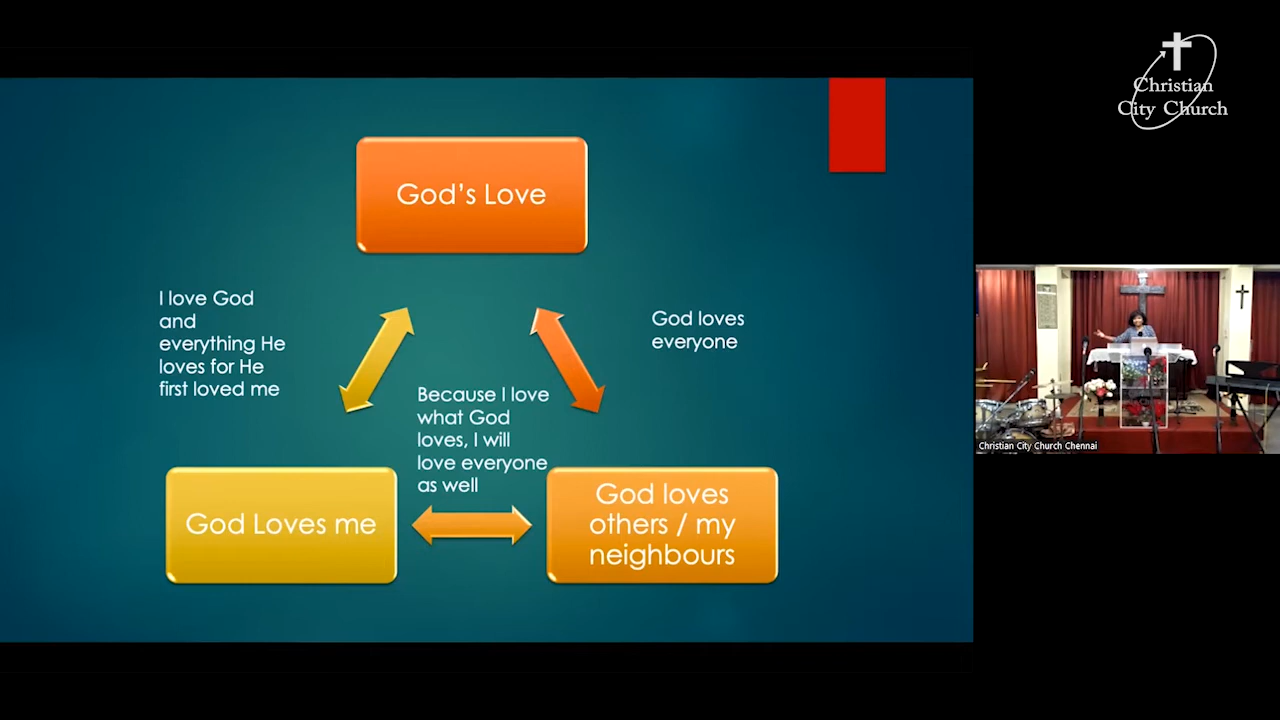 Christian
City Church
God's Love
I love God
and
everything He
loves for He
first loved me
God loves
everyone
Because I love
what God
loves, I will
love everyone
as well
God Loves me
God loves
others / my
neighbours
Christian City Church Chennai